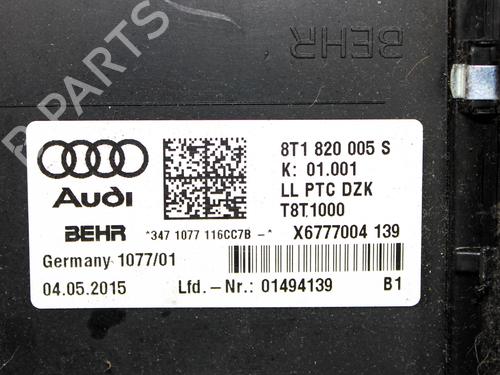 BEHR
B-PARTS
Audi
8T1 820 005 S
K: 01.001
LL PTC DZK
T8T1000
BEHR
*347 1077 116CC7B -*
X6777004 139
Germany 1077/01
04.05.2015
Lfd.-Nr.: 01494139
B1